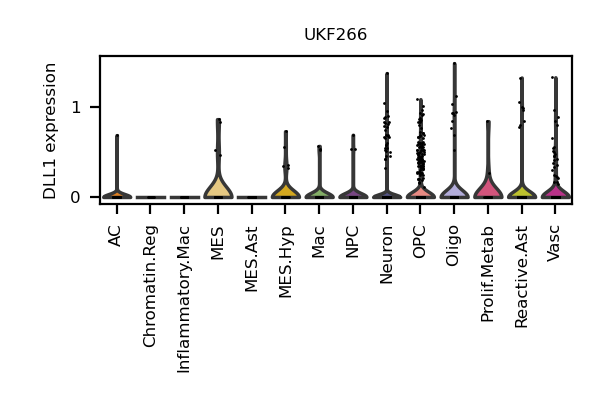 UKF266
DLL1 expression
1
0
AC
Chromatin.Reg
Inflammatory.Mac
MES
MES.Ast
MES.Hyp
Mac
NPC
Neuron
OPC
Oligo
Prolif.Metab
Reactive.Ast
Vasc